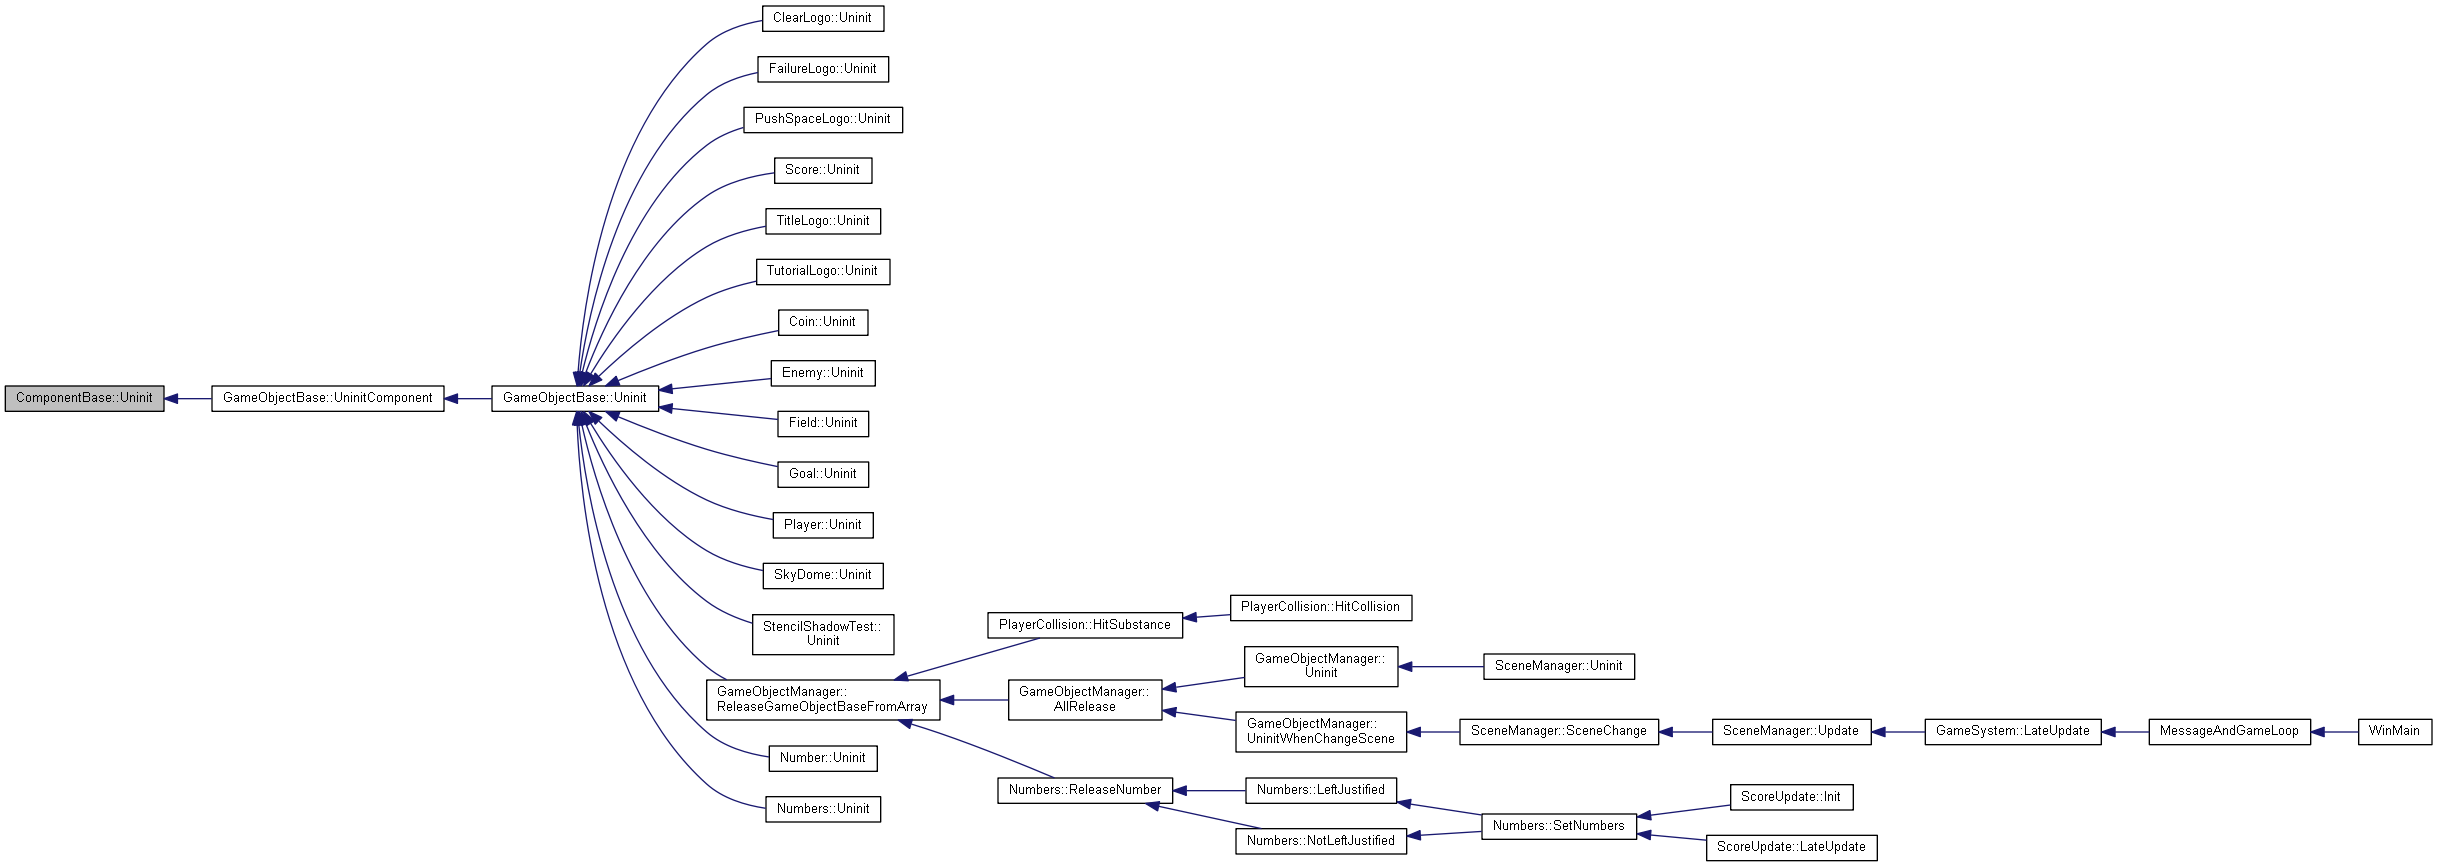 ClearLogo::Uninit
FailureLogo::Uninit
PushSpaceLogo::Uninit
Score::Uninit
TitleLogo::Uninit
TutorialLogo::Uninit
Coin::Uninit
Enemy::Uninit
ComponentBase::Uninit
GameObjectBase::UninitComponent
GameObjectBase::Uninit
Field::Uninit
Goal::Uninit
Player::Uninit
SkyDome::Uninit
StencilShadowTest::
Uninit
GameObjectManager::
ReleaseGameObjectBaseFromArray
Number::Uninit
Numbers::Uninit
PlayerCollision::HitSubstance
PlayerCollision::HitCollision
GameObjectManager::
AllRelease
GameObjectManager::
Uninit
SceneManager::Uninit
GameObjectManager::
UninitWhenChangeScene
SceneManager::SceneChange
SceneManager::Update
GameSystem::LateUpdate
MessageAndGameLoop
WinMain
Numbers::ReleaseNumber
Numbers::LeftJustified
Numbers::NotLeftJustified
Numbers::SetNumbers
ScoreUpdate::Init
ScoreUpdate::LateUpdate